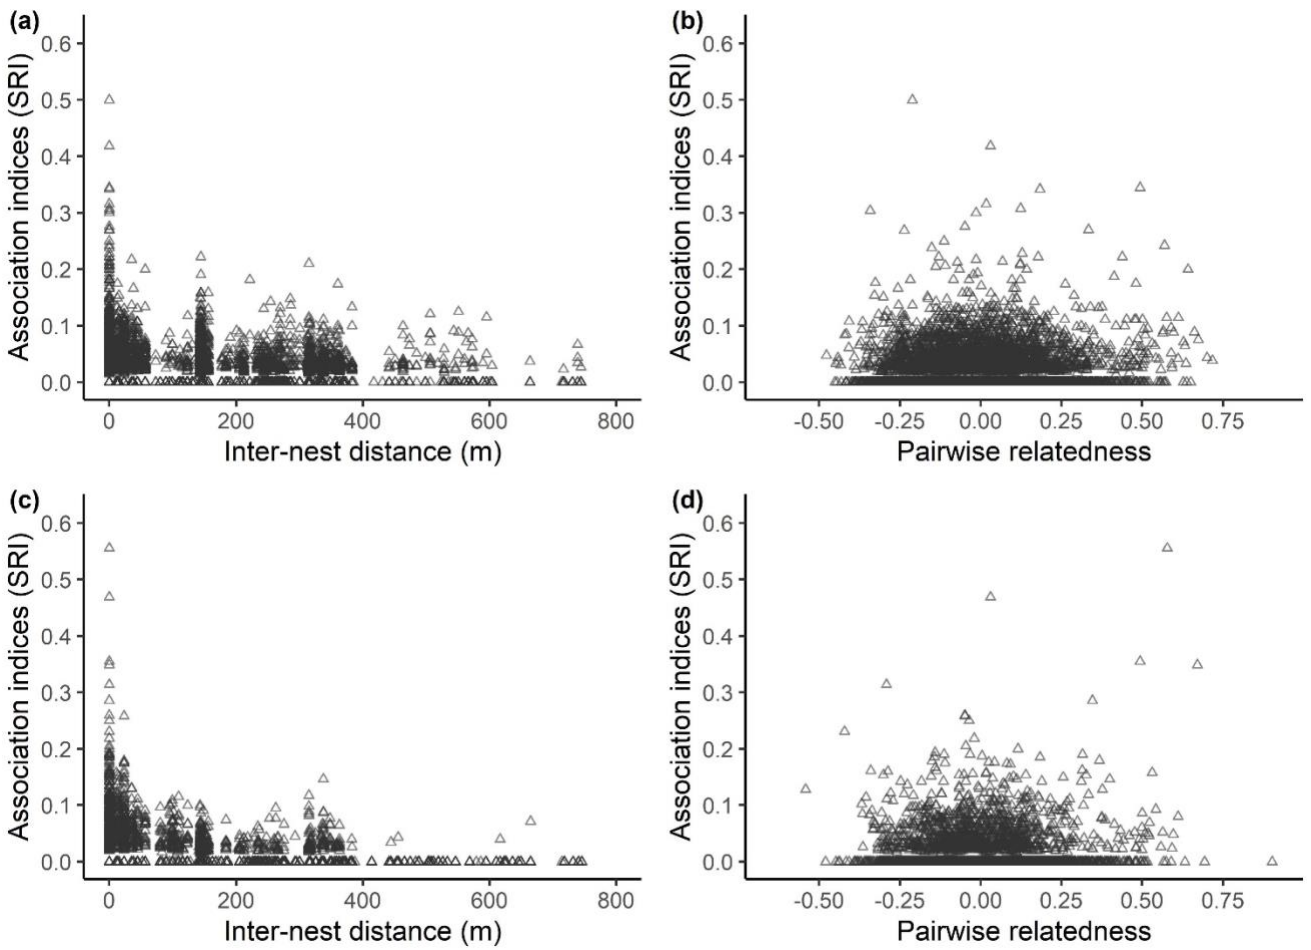 (a)
Association indices (SRI)
0.6
0.5
0.4
0.3
0.2
0.1
0.0
0 200 400 600 800
Inter-nest distance (m)
(b)
Association indices (SRI)
0.6
0.5
0.4
0.3
0.2
0.1
0.0
-0.50 -0.25 0.00 0.25 0.50 0.75
Pairwise relatedness
(c)
Association indices (SRI)
0.6
0.5
0.4
0.3
0.2
0.1
0.0
0 200 400 600 800
Inter-nest distance (m)
(d)
Association indices (SRI)
0.6
0.5
0.4
0.3
0.2
0.1
0.0
-0.50 -0.25 0.00 0.25 0.50 0.75
Pairwise relatedness